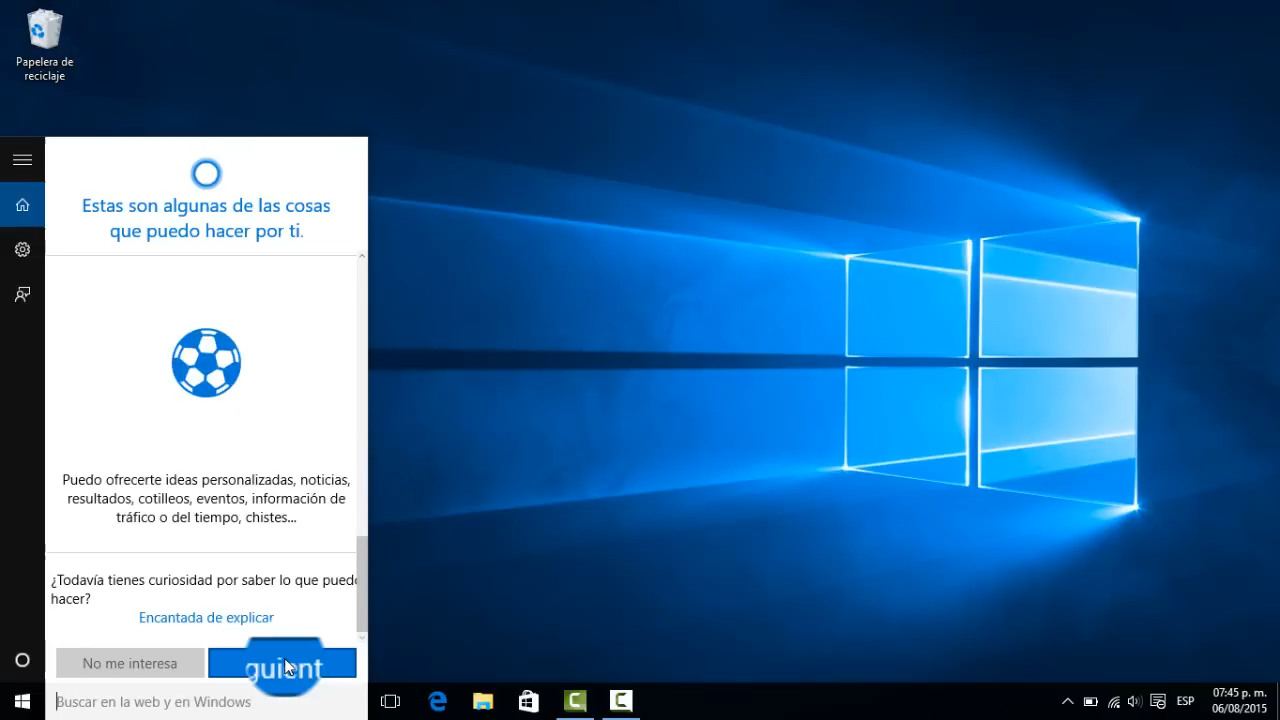 Papelera de
reciclaje
Estas son algunas de las cosas
que puedo hacer por ti.
Puedo ofrecerte ideas personalizadas, noticias,
resultados, cotilleos, eventos, información de
tráfico o del tiempo, chistes...
¿Todavía tienes curiosidad por saber lo que puedo
hacer?
Encantada de explicar
No me interesa
guient
Buscar en la web y en Windows
ESP
07:45 p. m.
06/08/2015